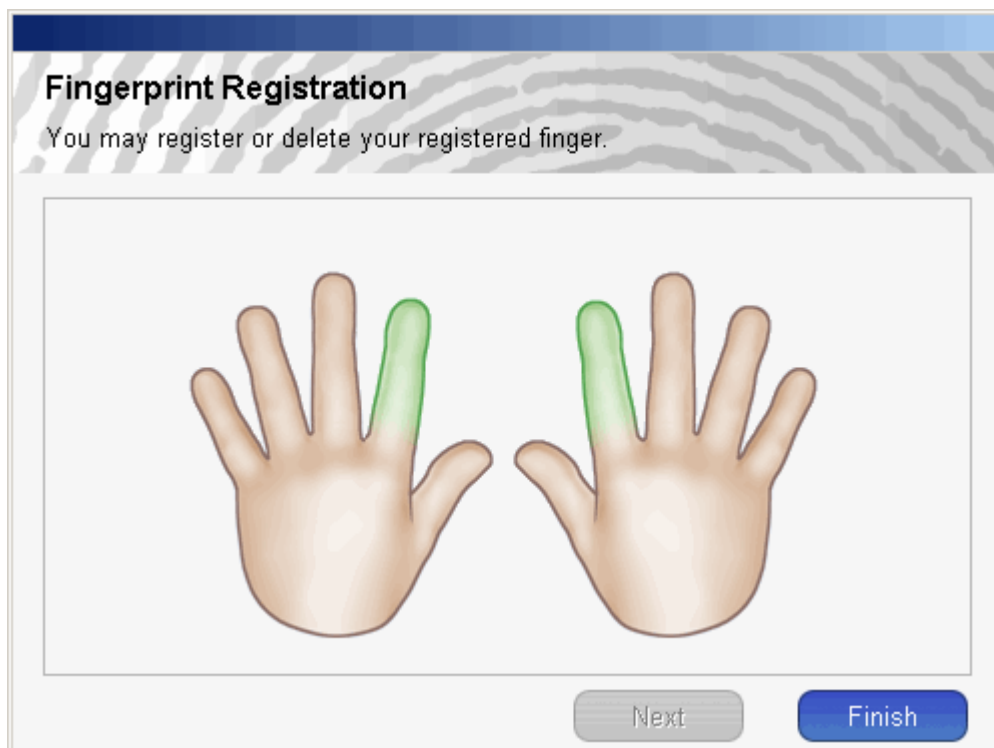 Fingerprint Registration
You may register or delete your registered finger.
Next
Finish